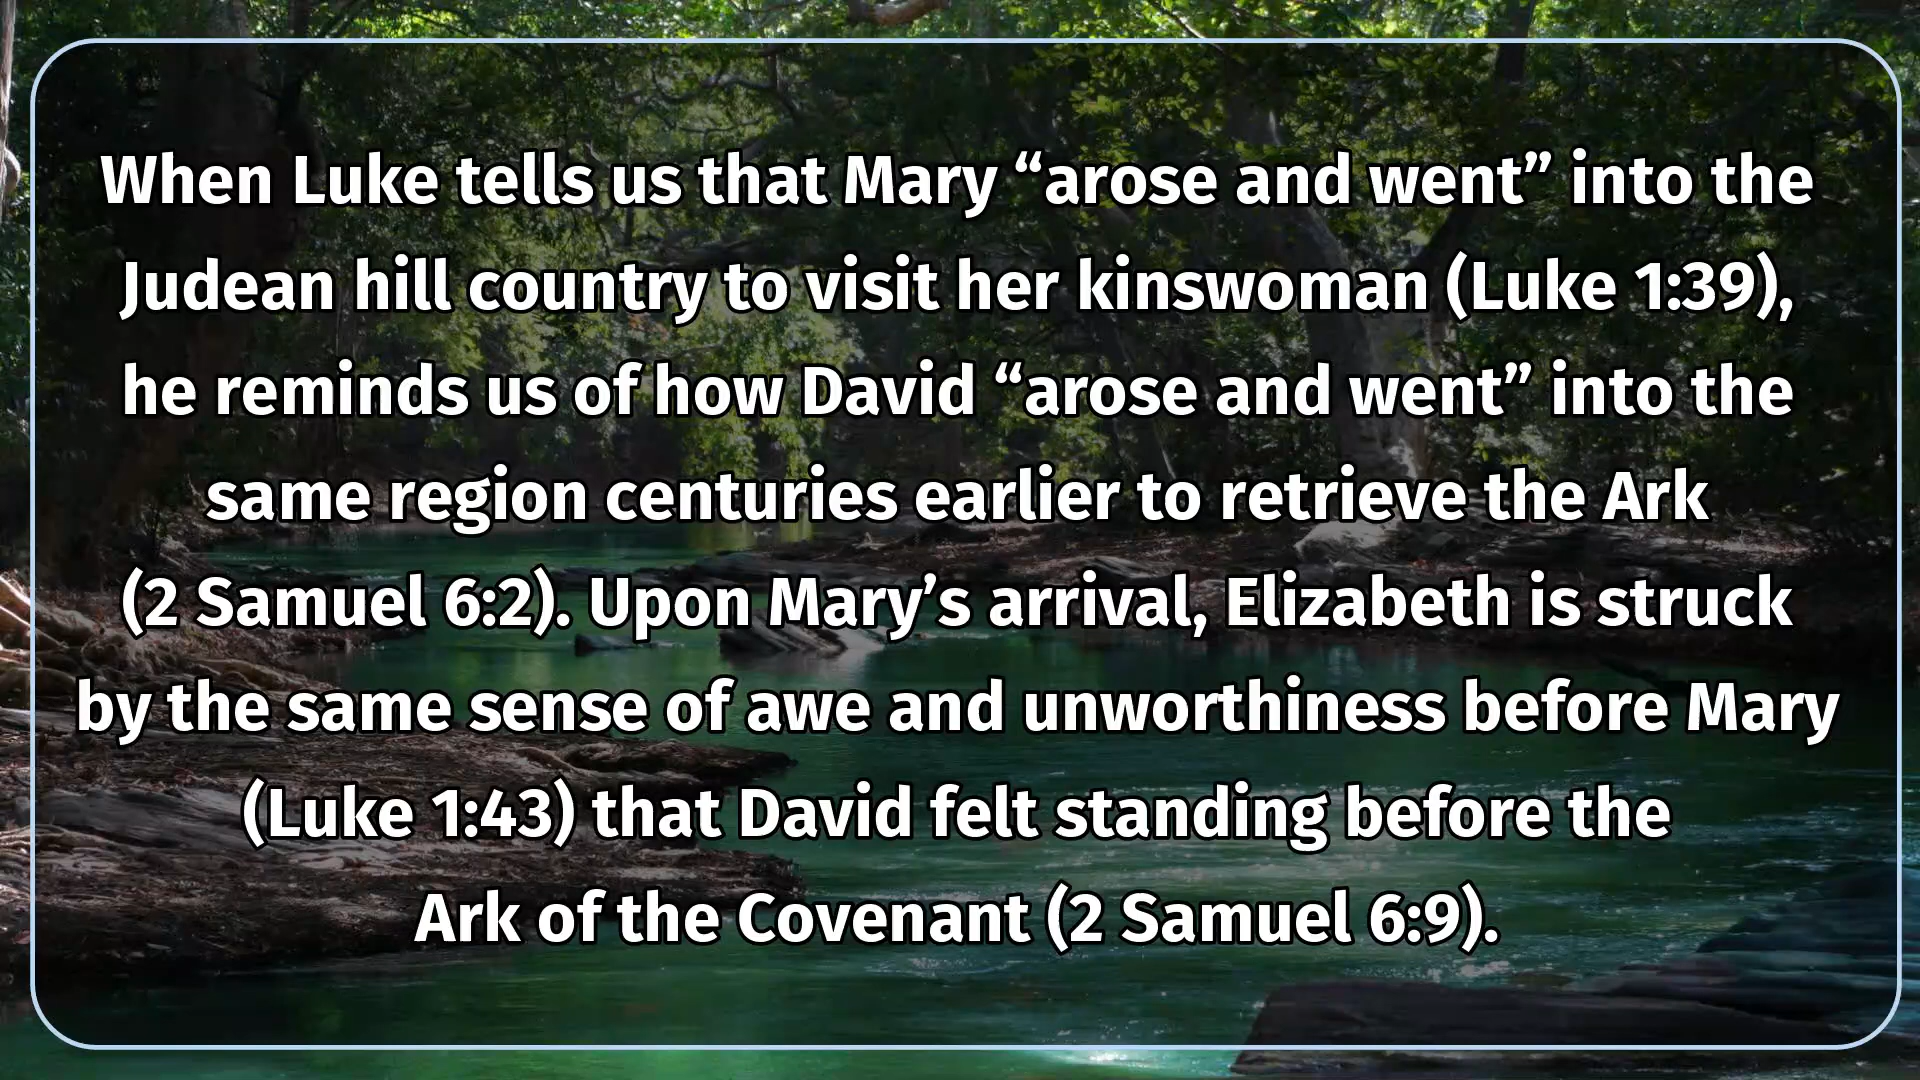 When Luke tells us that Mary “arose and went” into the
Judean hill country to visit her kinswoman (Luke 1:39),
he reminds us of how David “arose and went” into the
same region centuries earlier to retrieve the Ark
(2 Samuel 6:2). Upon Mary’s arrival, Elizabeth is struck
by the same sense of awe and unworthiness before Mary
(Luke 1:43) that David felt standing before the
Ark of the Covenant (2 Samuel 6:9).